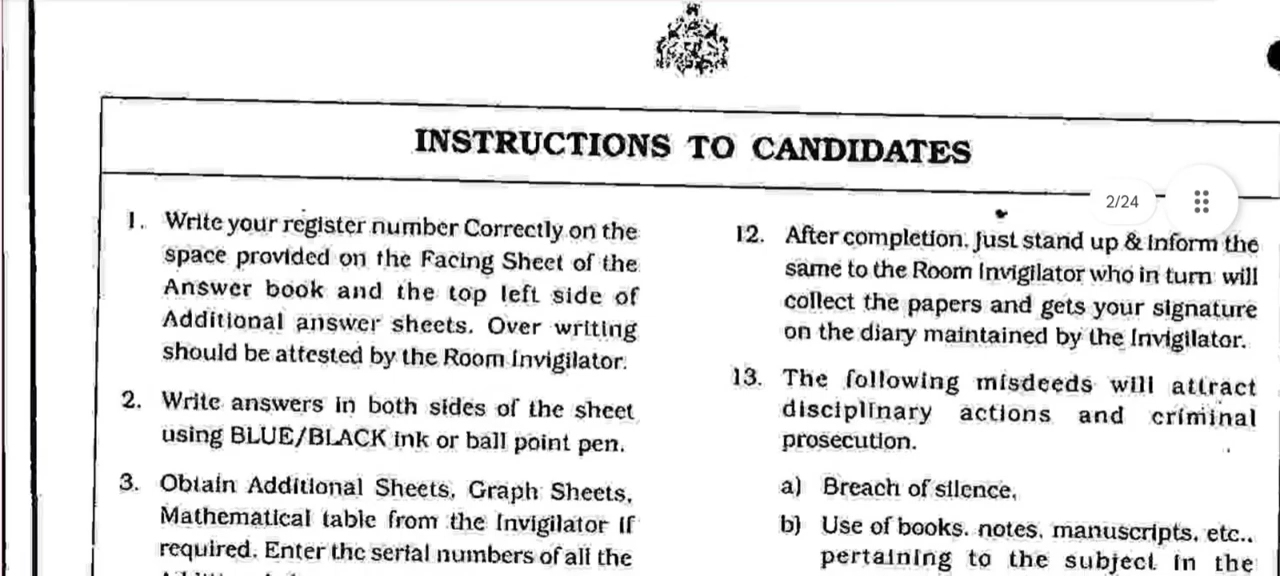 INSTRUCTIONS TO CANDIDATES
2/24
1. Write your register number Correctly on the
space provided on the Facing Sheet of the
Answer book and the top left side of
Additional answer sheets. Over writing
should be attested by the Room Invigilator.
2. Write answers in both sides of the sheet
using BLUE/BLACK ink or ball point pen.
3. Obtain Additional Sheets, Graph Sheets,
Mathematical table from the Invigilator if
required. Enter the serial numbers of all the
12. After completion, Just stand up & Inform the
same to the Room Invigilator who in turn will
collect the papers and gets your signature
on the diary maintained by the Invigilator.
13. The following misdeeds will attract
disciplinary actions and criminal
prosecution.
a) Breach of silence,
b) Use of books, notes, manuscripts, etc..
pertaining to the subject in the